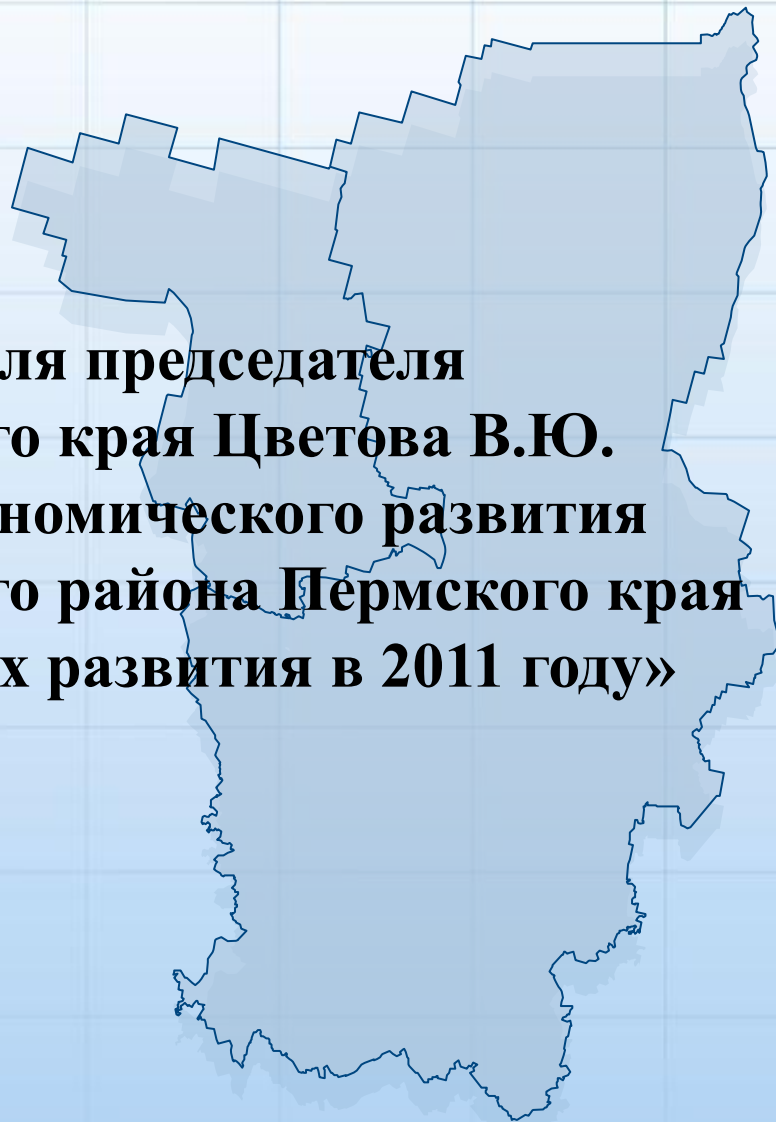 ля председателя
го края Цветова В.Ю.
номического развития
го района Пермского края
х развития в 2011 году»